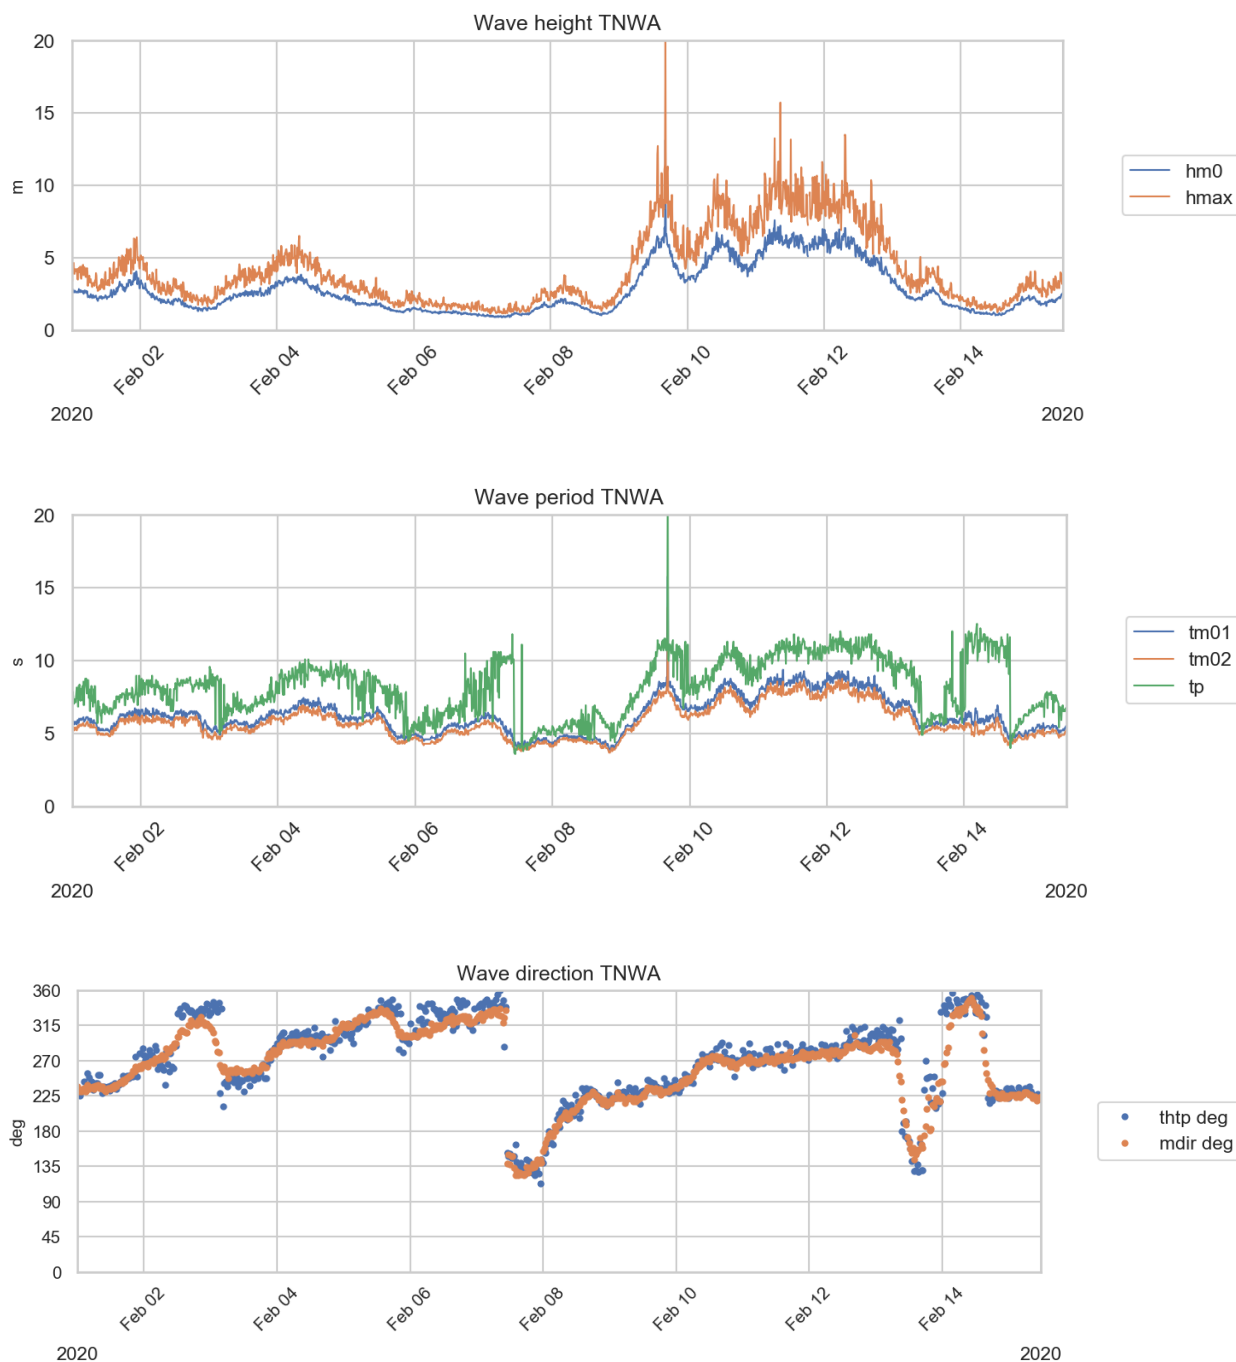 Wave height TNWA
20
15
10
5
0
m
Feb 02
Feb 04
Feb 06
Feb 08
Feb 10
Feb 12
Feb 14
2020
2020
hm0
hmax
Wave period TNWA
20
15
10
5
0
s
Feb 02
Feb 04
Feb 06
Feb 08
Feb 10
Feb 12
Feb 14
2020
2020
tm01
tm02
tp
Wave direction TNWA
360
315
270
225
180
135
90
45
0
deg
Feb 02
Feb 04
Feb 06
Feb 08
Feb 10
Feb 12
Feb 14
2020
2020
thtp deg
mdir deg